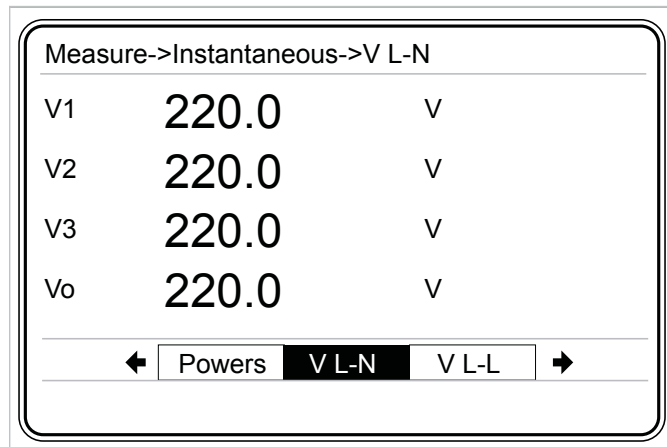 Measure->Instantaneous->V L-N
V1 220.0 V
V2 220.0 V
V3 220.0 V
Vo 220.0 V
Powers V L-N V L-L